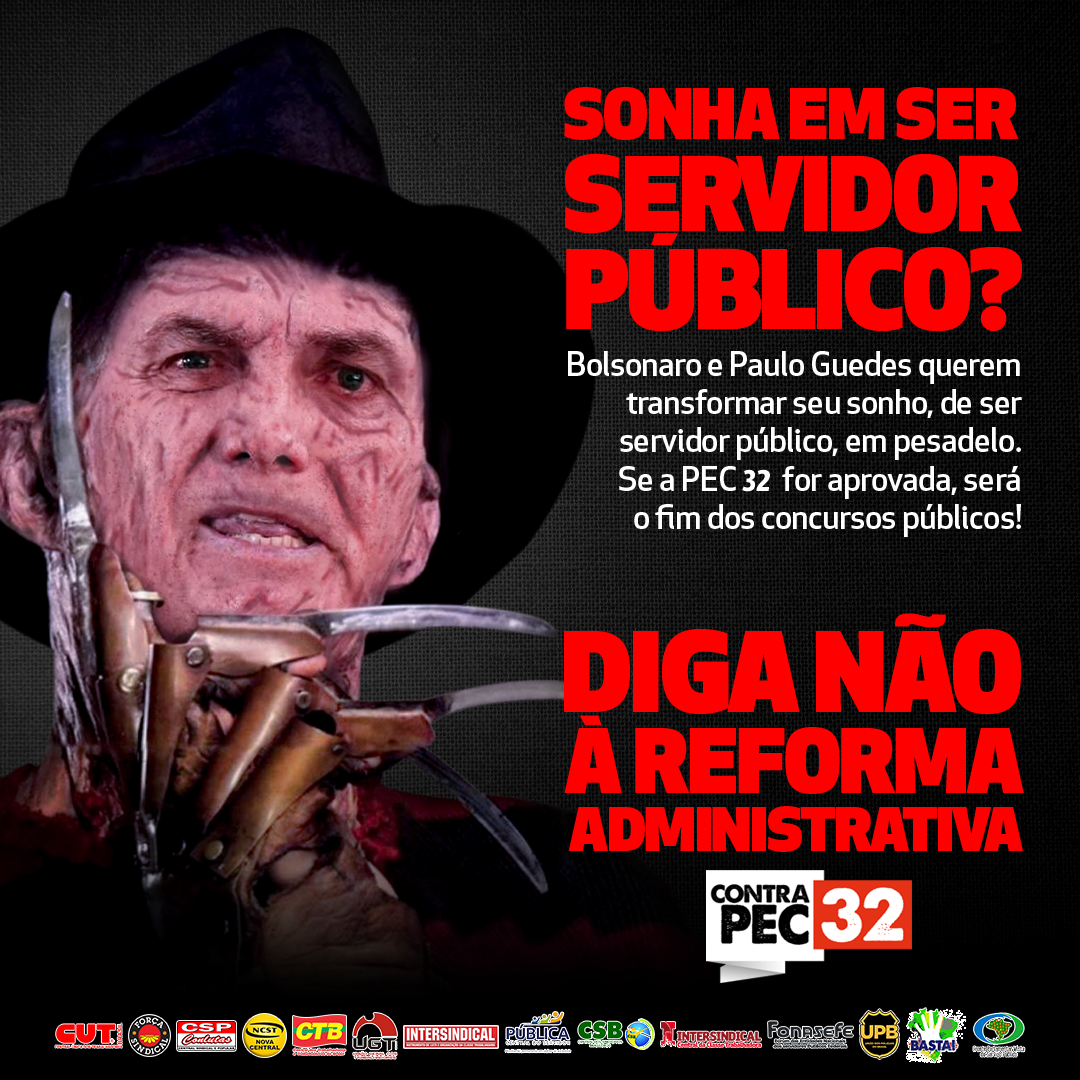 SONHA EM SER
SERVIDOR
PÚBLICO?
Bolsonaro e Paulo Guedes querem
transformar seu sonho, de ser
servidor público, em pesadelo.
Se a PEC 32 for aprovada, será
o fim dos concursos públicos!
DIGA NÃO
À REFORMA
ADMINISTRATIVA
CONTRA
PEC 32
CUT
FORÇA SINDICAL
CSP Conlutas
NCST NOVA CENTRAL
CTB
UGT
INTERSINDICAL
PÚBLICA
CSB
INTERSINDICAL
FONASEFE
UPB
BASTA!